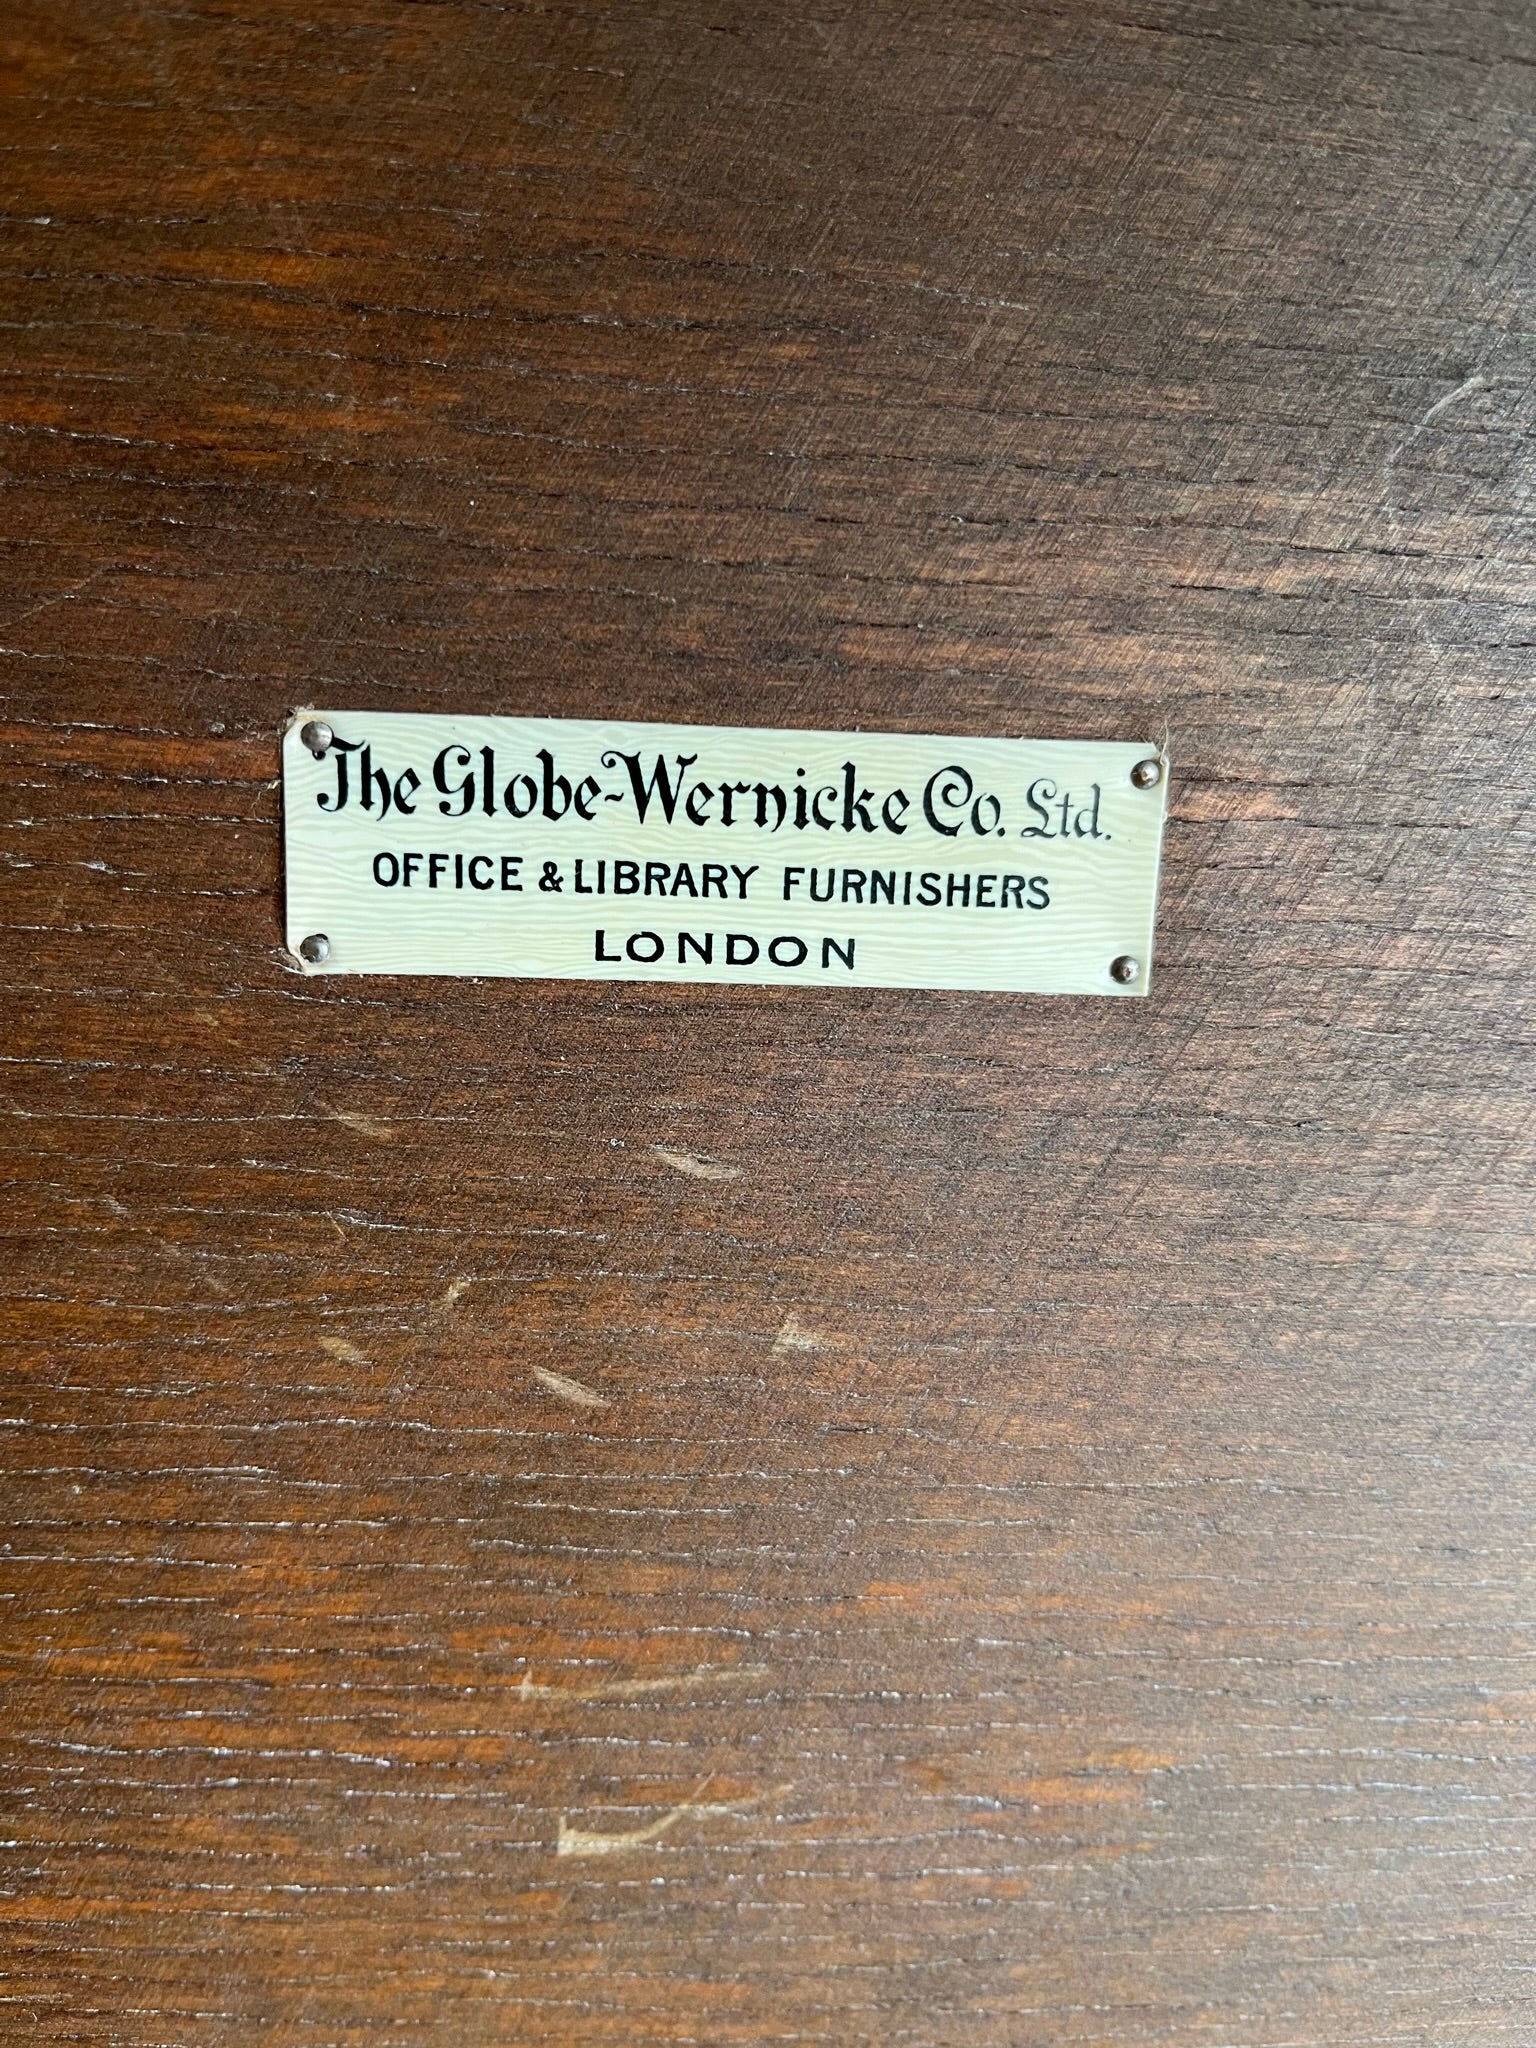 The Globe-Wernicke Co. Ltd.
OFFICE & LIBRARY FURNISHERS
LONDON